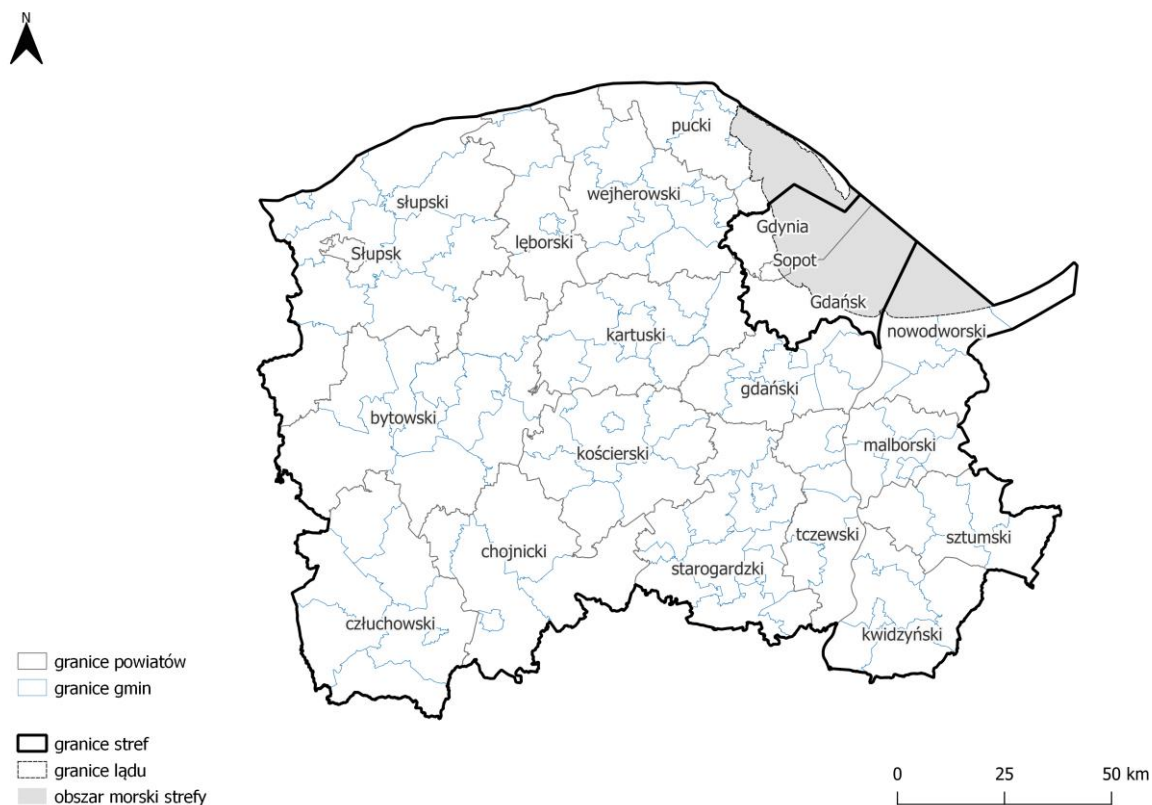 N
pucki
słupski
wejherowski
Gdynia
lęborski
Słupsk
Sopot
Gdańsk
nowodworski
kartuski
gdański
bytowski
malborski
kościerski
tczewski
sztumski
chojnicki
starogardzki
człuchowski
kwidzyński
granice powiatów
granice gmin
granice stref
granice lądu
obszar morski strefy
0 25 50 km